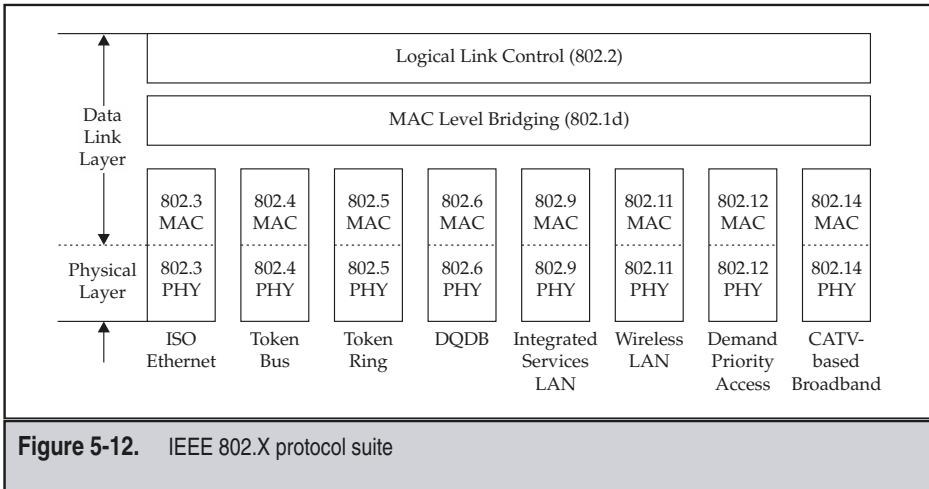 Logical Link Control (802.2)
MAC Level Bridging (802.1d)
Data
Link
Layer
802.3
MAC
802.4
MAC
802.5
MAC
802.6
MAC
802.9
MAC
802.11
MAC
802.12
MAC
802.14
MAC
Physical
Layer
802.3
PHY
802.4
PHY
802.5
PHY
802.6
PHY
802.9
PHY
802.11
PHY
802.12
PHY
802.14
PHY
ISO
Ethernet
Token
Bus
Token
Ring
DQDB
Integrated
Services
LAN
Wireless
LAN
Demand
Priority
Access
CATV-
based
Broadband
Figure 5-12. IEEE 802.X protocol suite